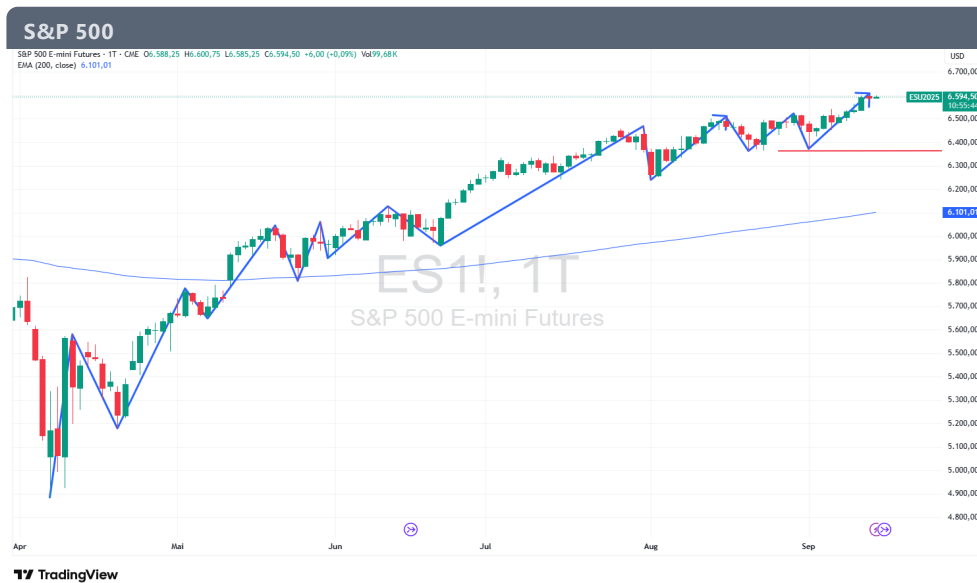 S&P 500
S&P 500 E-mini Futures · 1T · CME O6.588,25 H6.600,75 L6.585,25 C6.594,50 +6,00 (+0,09%) Vol99,68K
EMA (200, close) 6.101,01
USD
6.700,00
ESU2025 6.594,50
10:55:44
6.500,00
6.400,00
6.300,00
6.200,00
6.101,01
6.000,00
5.900,00
5.800,00
5.700,00
5.600,00
5.500,00
5.400,00
5.300,00
5.200,00
5.100,00
5.000,00
4.900,00
4.800,00
ES1!, 1T
S&P 500 E-mini Futures
Apr Mai Jun Jul Aug Sep
TradingView